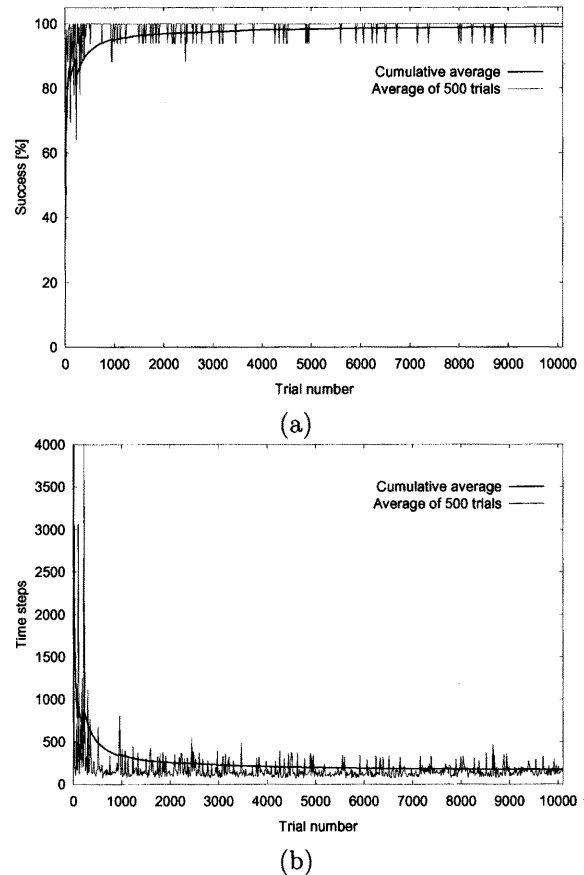 100
80
60
40
20
0
Success [%]
Cumulative average
Average of 500 trials
0 1000 2000 3000 4000 5000 6000 7000 8000 9000 10000
Trial number
(a)
4000
3500
3000
2500
2000
1500
1000
500
0
Time steps
Cumulative average
Average of 500 trials
0 1000 2000 3000 4000 5000 6000 7000 8000 9000 10000
Trial number
(b)